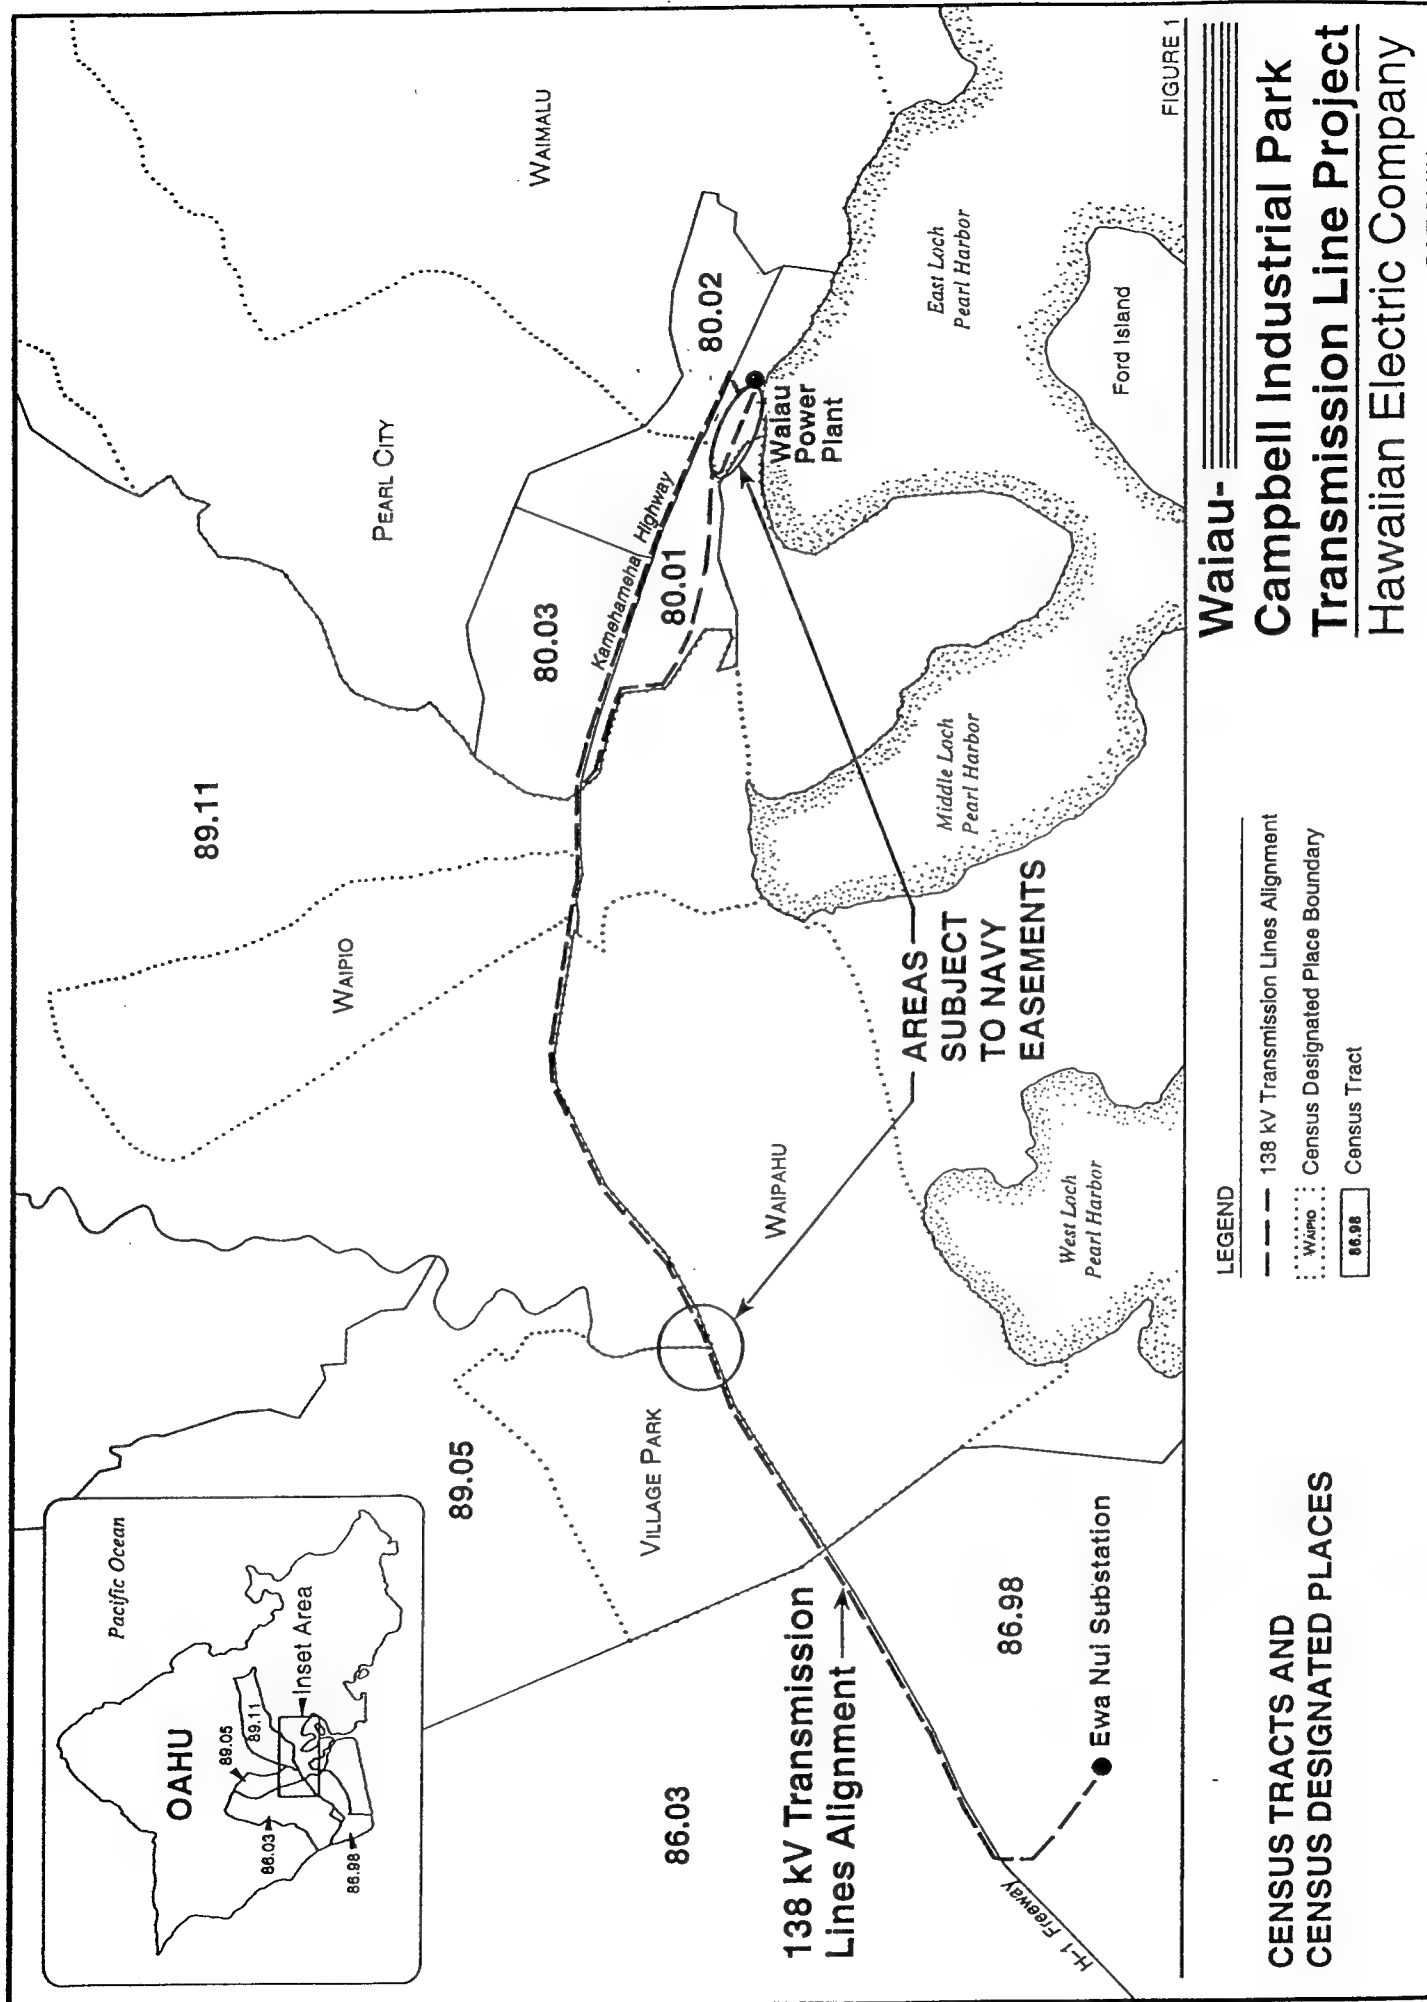 Pacific Ocean
OAHU
89.05
89.11
86.03
Inset Area
86.98
89.05
VILLAGE PARK
86.03
138 kV Transmission
Lines Alignment
H-1 Freeway
86.98
Ewa Nui Substation
WAIPIO
89.11
PEARL CITY
WAIMALU
80.03
Kamehameha Highway
80.01
80.02
Waiau
Power
Plant
WAIPAHU
AREAS
SUBJECT
TO NAVY
EASEMENTS
West Loch
Pearl Harbor
Middle Loch
Pearl Harbor
East Loch
Pearl Harbor
Ford Island
FIGURE 1
CENSUS TRACTS AND
CENSUS DESIGNATED PLACES
LEGEND
138 kV Transmission Lines Alignment
WAIPIO Census Designated Place Boundary
86.98 Census Tract
Waiau-
Campbell Industrial Park
Transmission Line Project
Hawaiian Electric Company